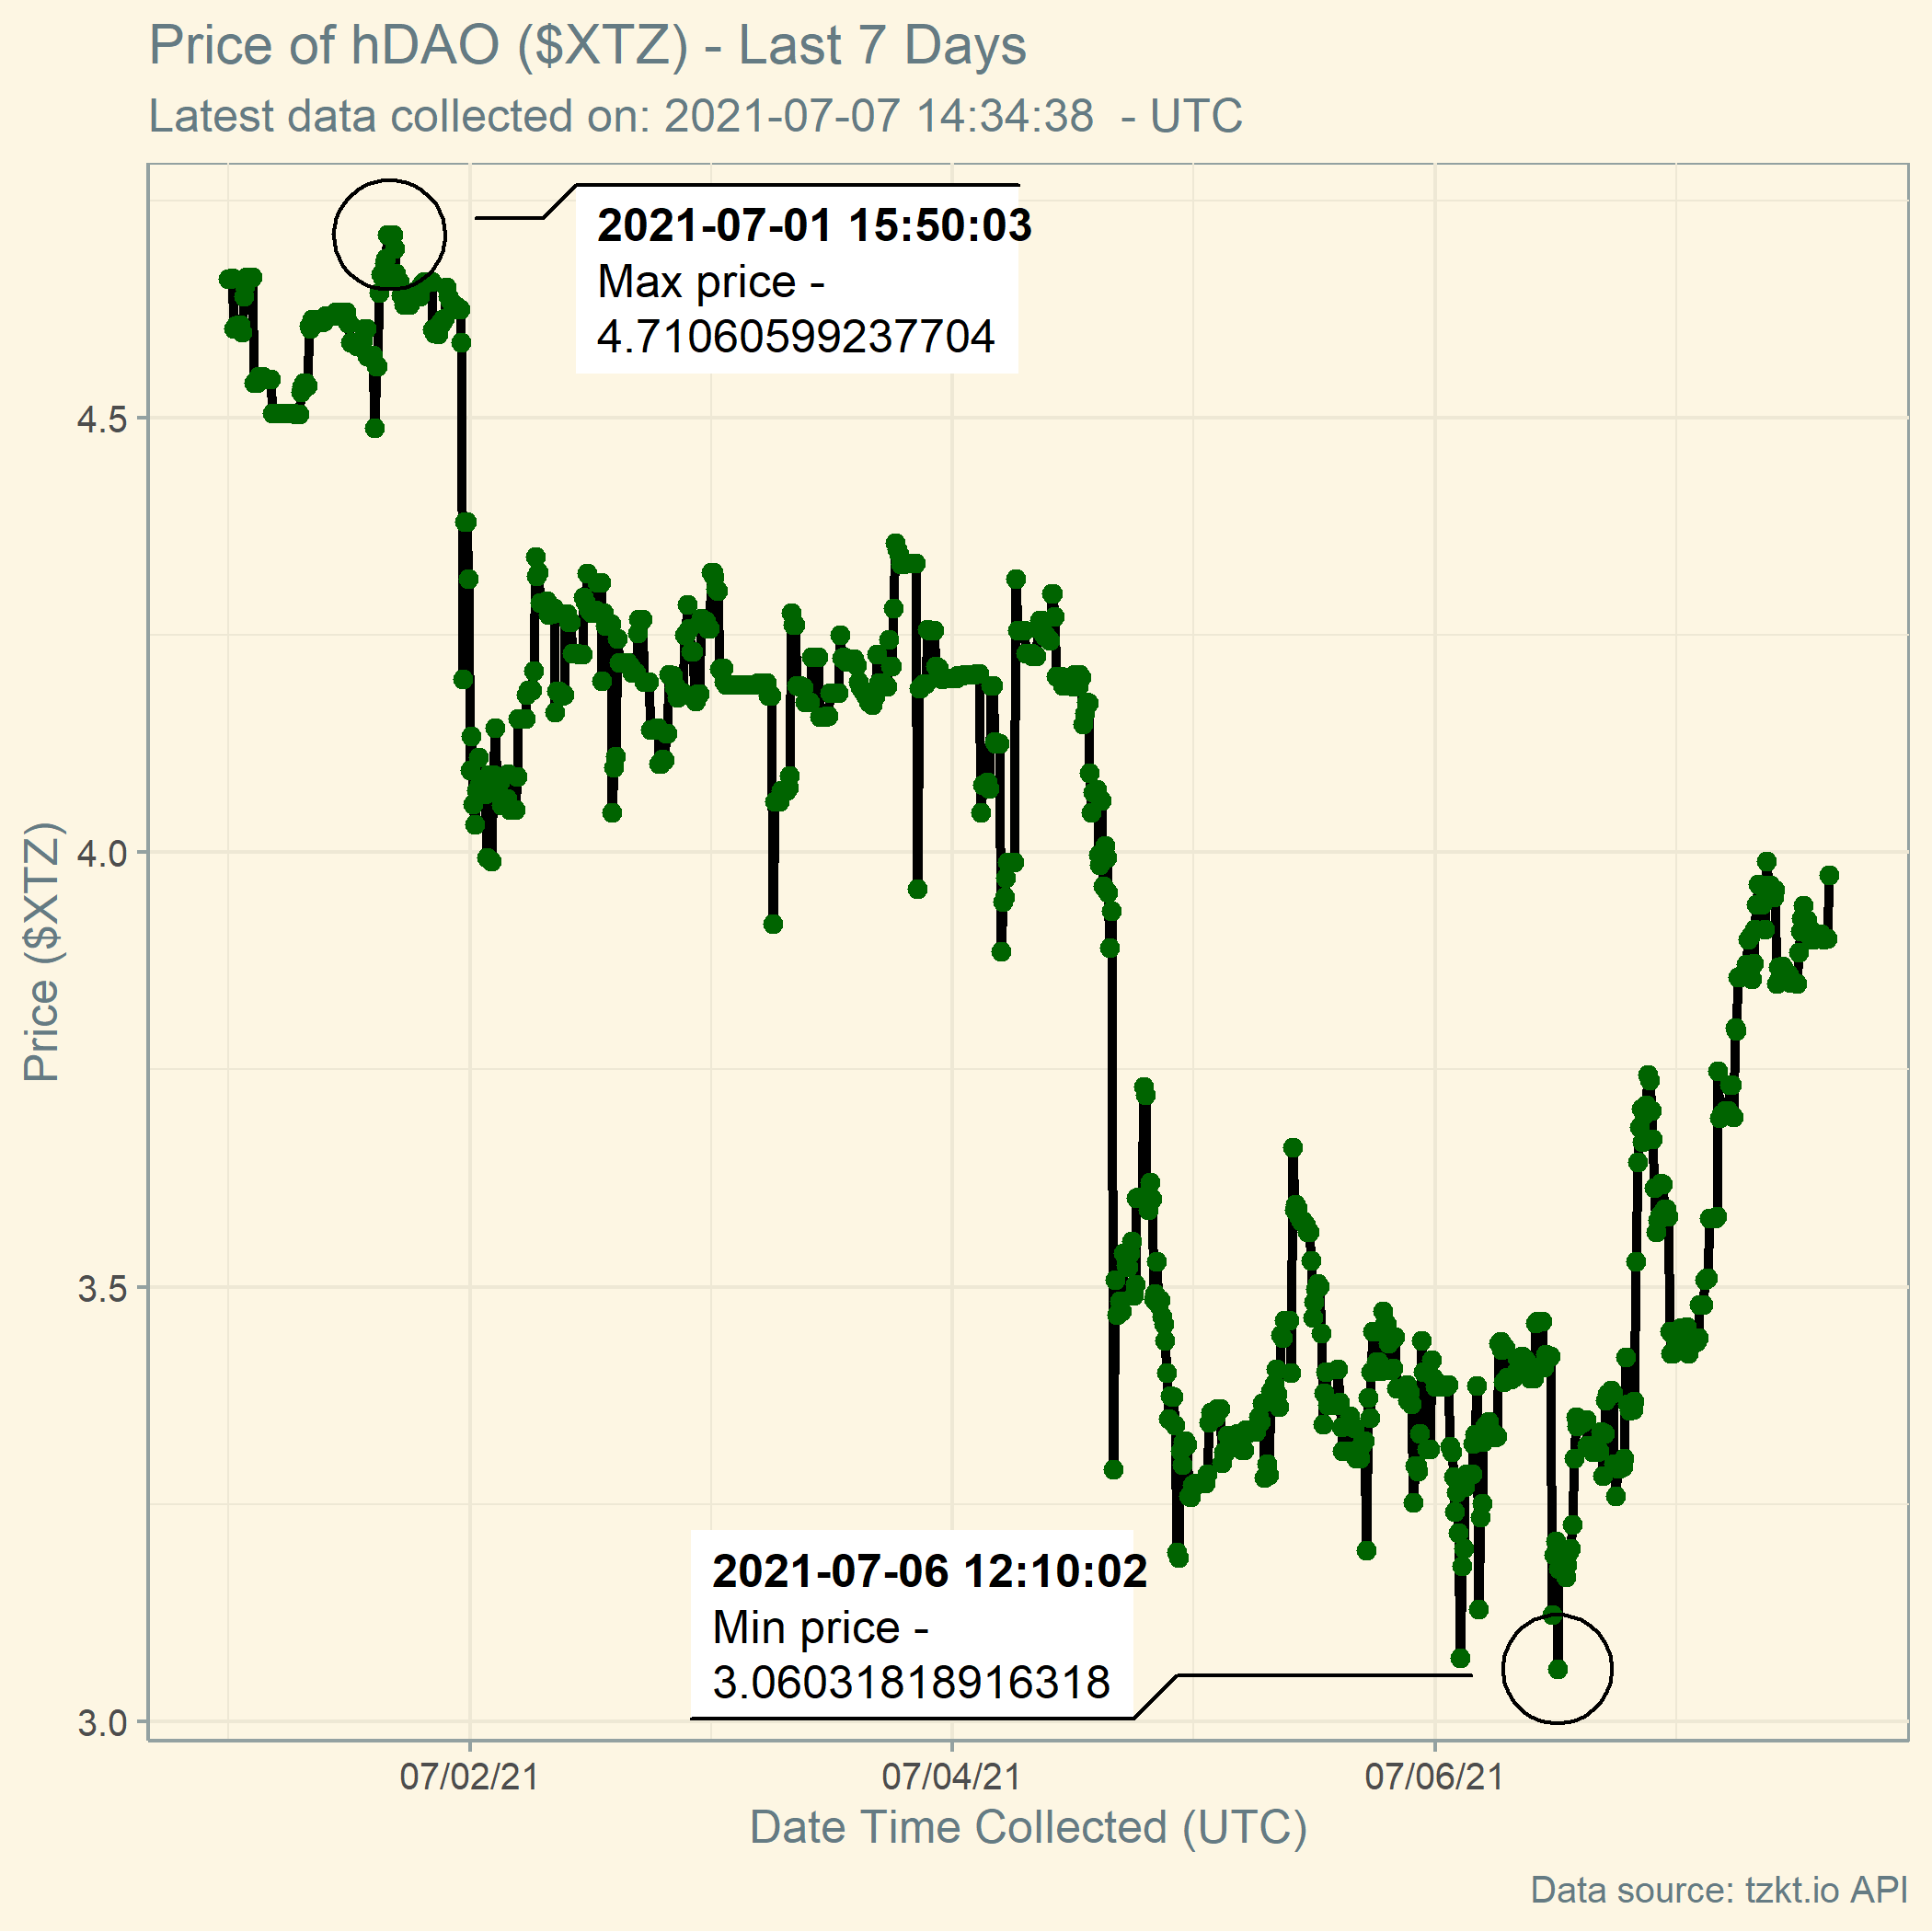 Price of hDAO ($XTZ) - Last 7 Days
Latest data collected on: 2021-07-07 14:34:38  - UTC
2021-07-01 15:50:03
Max price -
4.71060599237704
4.5
4.0
3.5
3.0
Price ($XTZ)
2021-07-06 12:10:02
Min price -
3.06031818916318
07/02/21
07/04/21
07/06/21
Date Time Collected (UTC)
Data source: tzkt.io API